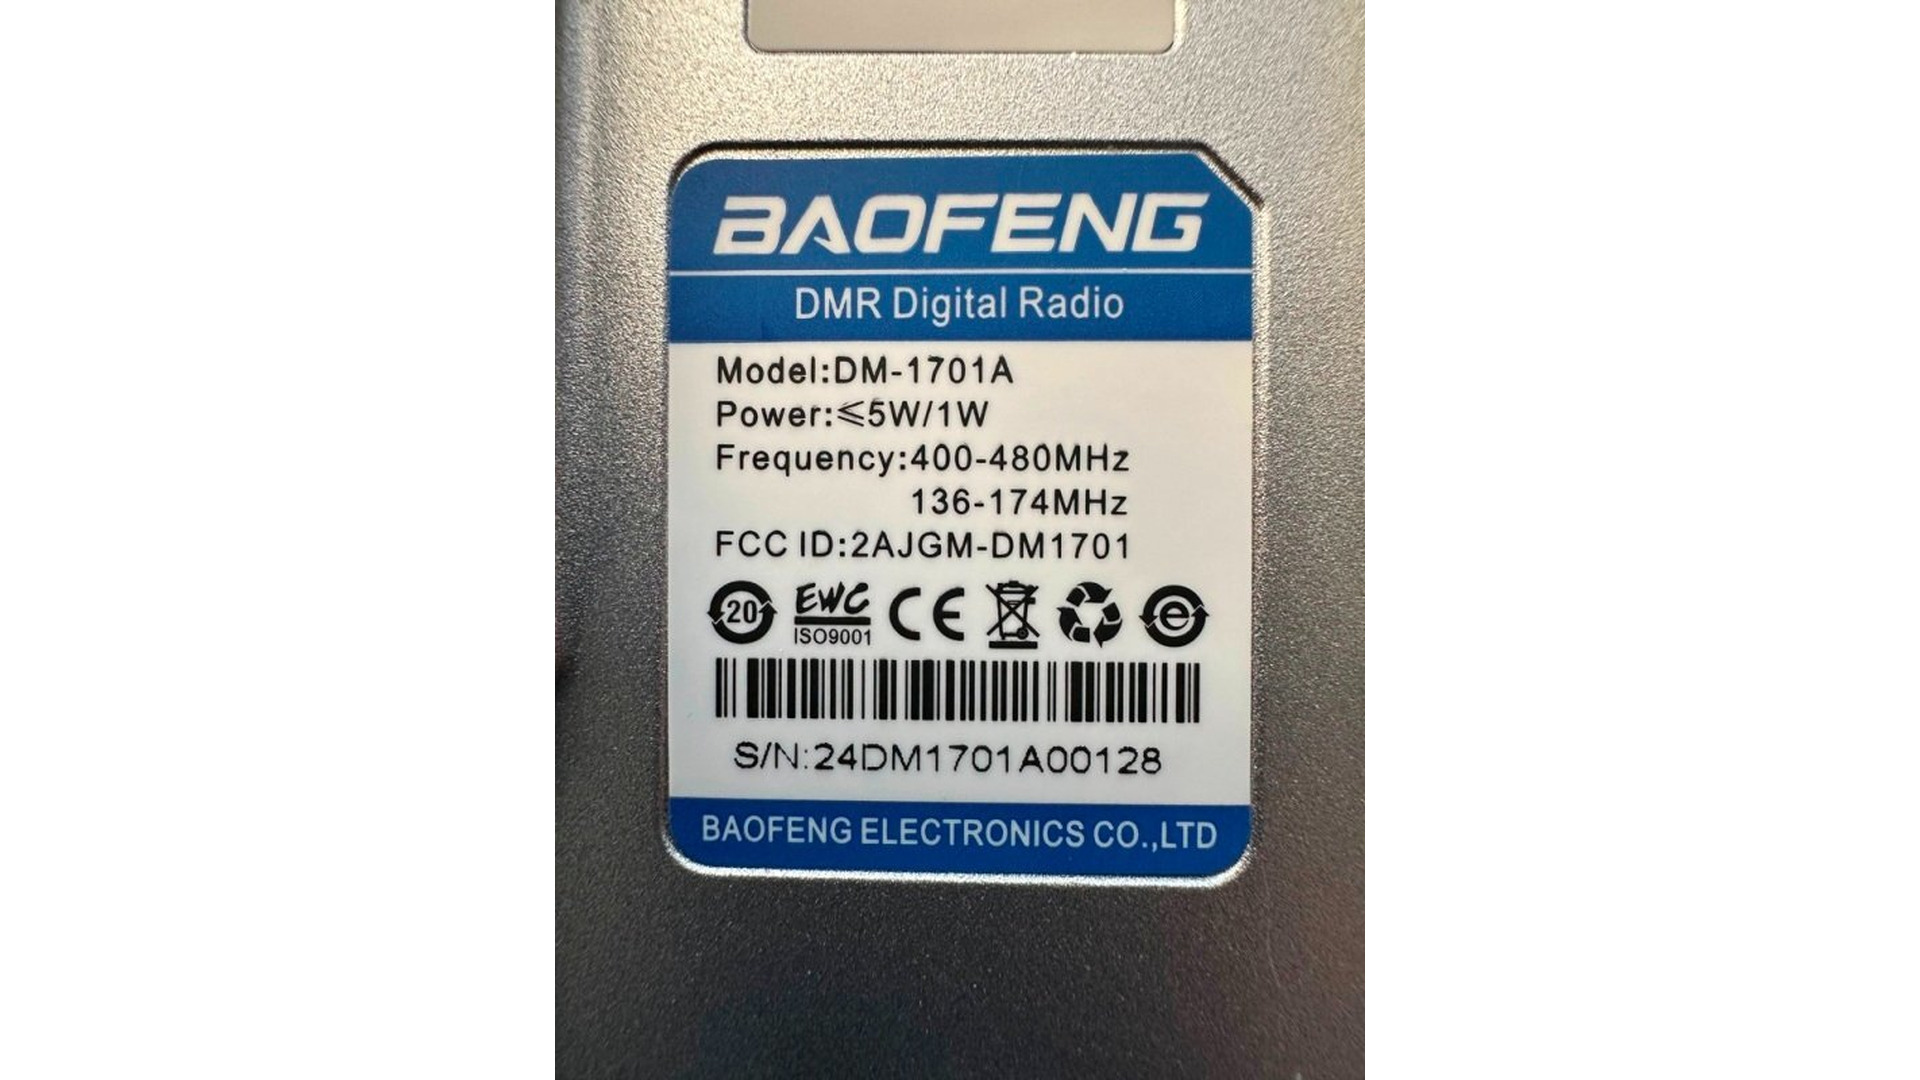 BAOFENG
DMR Digital Radio
Model:DM-1701A
Power:⩽5W/1W
Frequency:400-480MHz
136-174MHz
FCC ID:2AJGM-DM1701
20 EWC CE e
ISO9001
S/N:24DM1701A00128
BAOFENG ELECTRONICS CO.,LTD